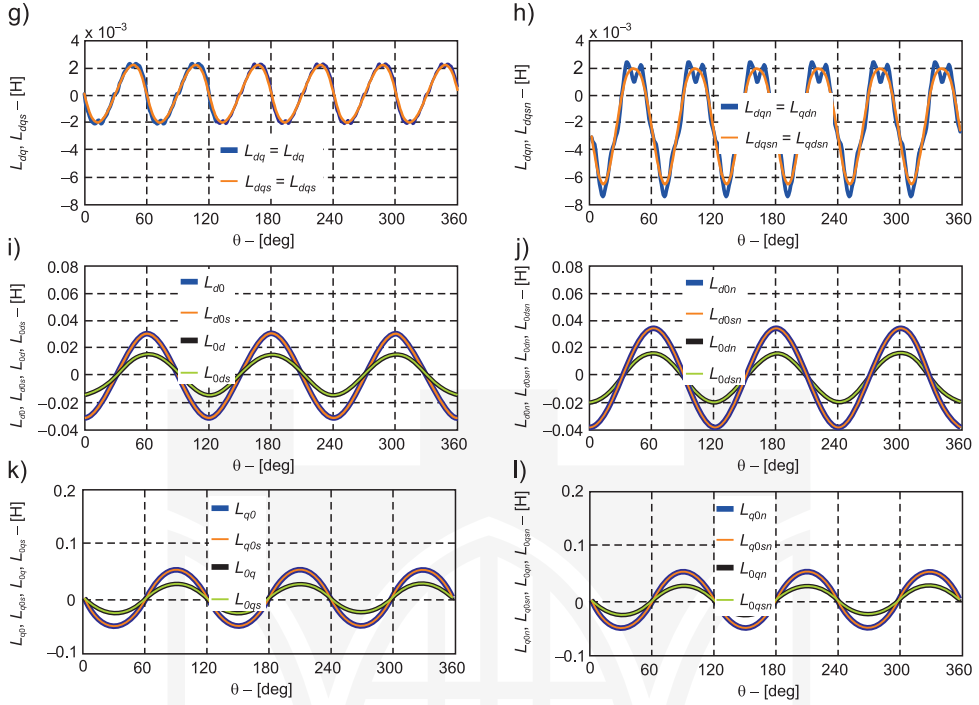 g)
x 10⁻³
L_dq, L_dqs – [H]
4
2
0
–2
–4
–6
–8
L_dq = L_dq
L_dqs = L_dqs
0 60 120 180 240 300 360
θ – [deg]
h)
x 10⁻³
L_dqn, L_dqsn – [H]
4
2
0
–2
–4
–6
–8
L_dqn = L_qdn
L_dqsn = L_qdsn
0 60 120 180 240 300 360
θ – [deg]
i)
L_d0, L_d0s, L_0d, L_0ds – [H]
0.08
0.06
0.04
0.02
0
–0.02
–0.04
L_d0
L_d0s
L_0d
L_0ds
0 60 120 180 240 300 360
θ – [deg]
j)
L_d0n, L_d0sn, L_0dn, L_0dsn – [H]
0.08
0.06
0.04
0.02
0
–0.02
–0.04
L_d0n
L_d0sn
L_0dn
L_0dsn
0 60 120 180 240 300 360
θ – [deg]
k)
L_q0, L_q0s, L_0q, L_0qs – [H]
0.2
0.1
0
–0.1
L_q0
L_q0s
L_0q
L_0qs
0 60 120 180 240 300 360
θ – [deg]
l)
L_q0n, L_q0sn, L_0qn, L_0qsn – [H]
0.2
0.1
0
–0.1
L_q0n
L_q0sn
L_0qn
L_0qsn
0 60 120 180 240 300 360
θ – [deg]